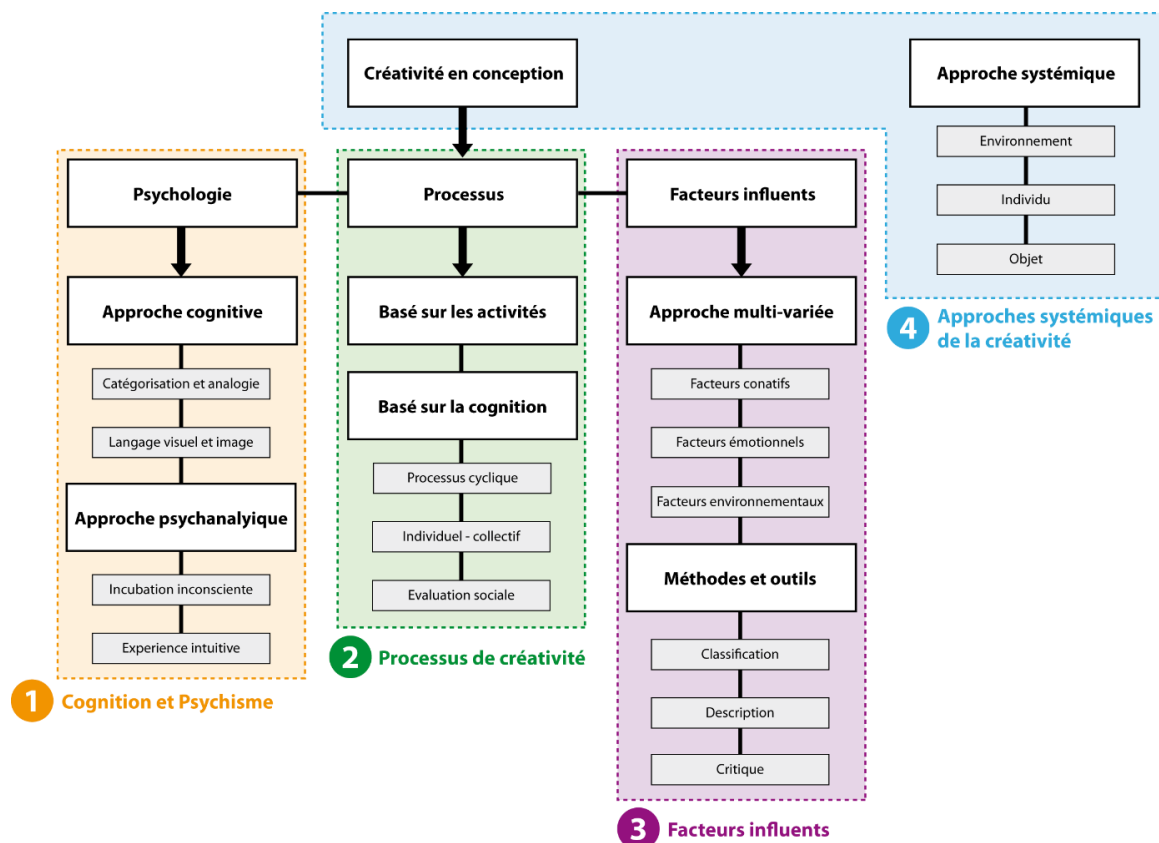 Créativité en conception
Approche systémique
Environnement
Individu
Objet
4
Approches systémiques
de la créativité
Psychologie
Approche cognitive
Catégorisation et analogie
Langage visuel et image
Approche psychanalyique
Incubation inconsciente
Experience intuitive
1
Cognition et Psychisme
Processus
Basé sur les activités
Basé sur la cognition
Processus cyclique
Individuel - collectif
Evaluation sociale
2
Processus de créativité
Facteurs influents
Approche multi-variée
Facteurs conatifs
Facteurs émotionnels
Facteurs environnementaux
Méthodes et outils
Classification
Description
Critique
3
Facteurs influents